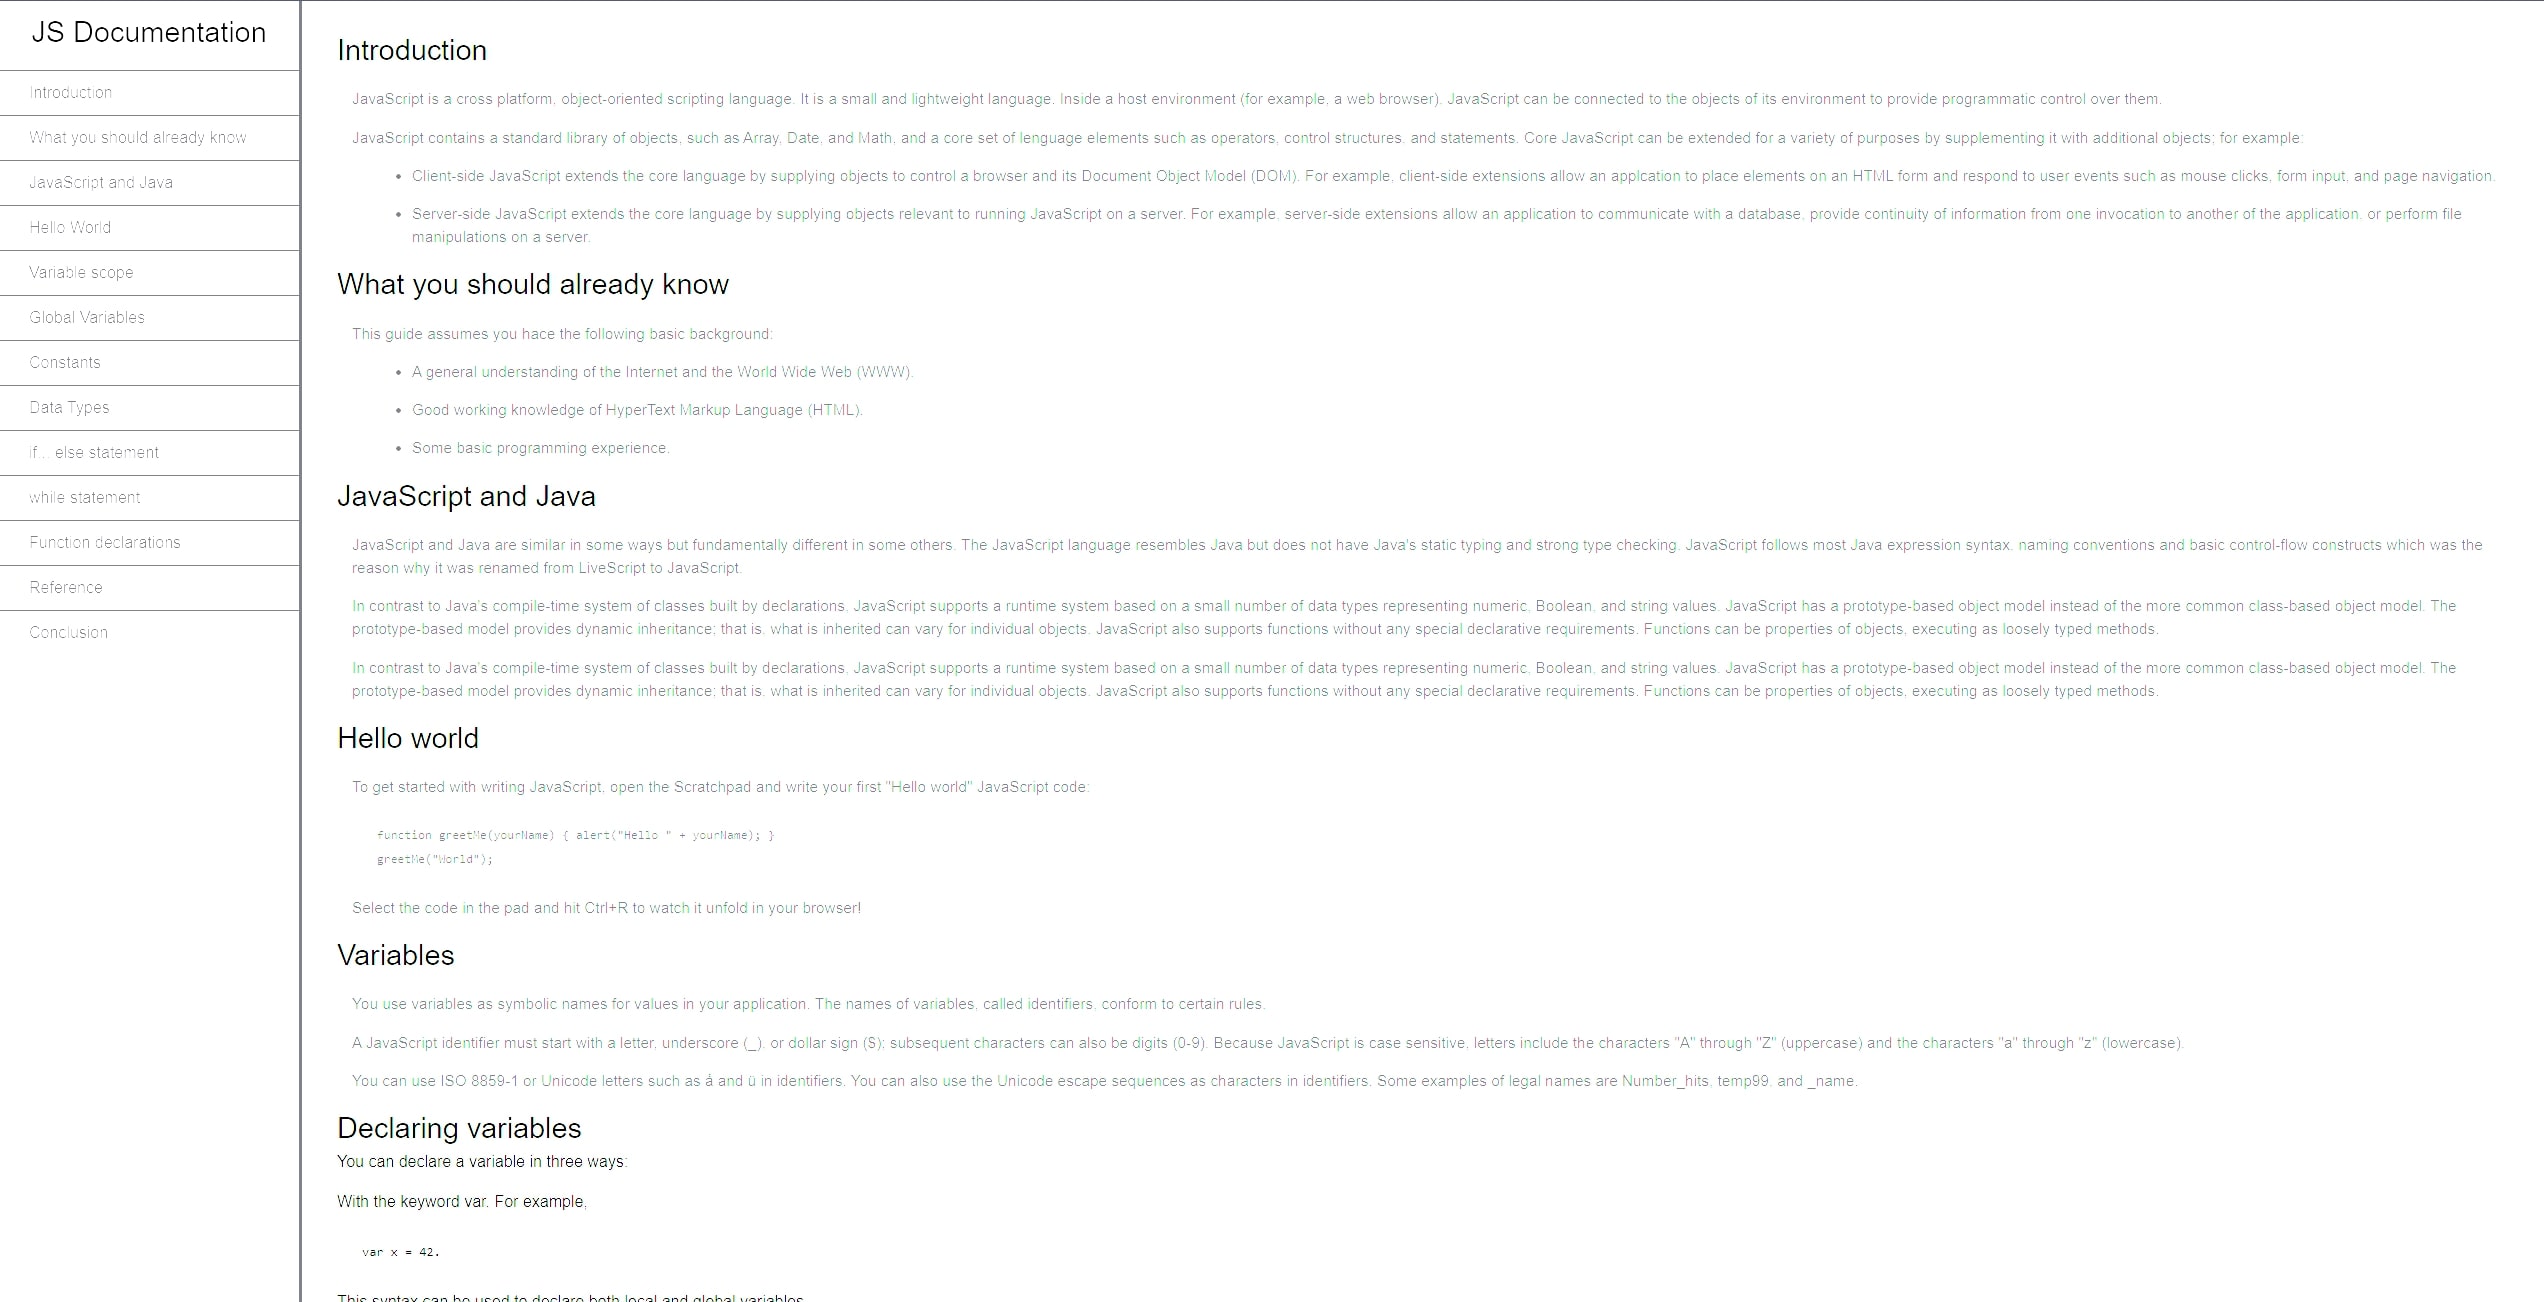 JS Documentation
Introduction
What you should already know
JavaScript and Java
Hello World
Variable scope
Global Variables
Constants
Data Types
if... else statement
while statement
Function declarations
Reference
Conclusion
Introduction
JavaScript is a cross platform, object-oriented scripting language. It is a small and lightweight language. Inside a host environment (for example, a web browser). JavaScript can be connected to the objects of its environment to provide programmatic control over them.
JavaScript contains a standard library of objects, such as Array, Date, and Math, and a core set of lenguage elements such as operators, control structures, and statements. Core JavaScript can be extended for a variety of purposes by supplementing it with additional objects; for example:
• Client-side JavaScript extends the core language by supplying objects to control a browser and its Document Object Model (DOM). For example, client-side extensions allow an applcation to place elements on an HTML form and respond to user events such as mouse clicks, form input, and page navigation.
• Server-side JavaScript extends the core language by supplying objects relevant to running JavaScript on a server. For example, server-side extensions allow an application to communicate with a database, provide continuity of information from one invocation to another of the application, or perform file
manipulations on a server.
What you should already know
This guide assumes you hace the following basic background:
• A general understanding of the Internet and the World Wide Web (WWW).
• Good working knowledge of HyperText Markup Language (HTML).
• Some basic programming experience.
JavaScript and Java
JavaScript and Java are similar in some ways but fundamentally different in some others. The JavaScript language resembles Java but does not have Java's static typing and strong type checking. JavaScript follows most Java expression syntax, naming conventions and basic control-flow constructs which was the
reason why it was renamed from LiveScript to JavaScript.
In contrast to Java's compile-time system of classes built by declarations, JavaScript supports a runtime system based on a small number of data types representing numeric, Boolean, and string values. JavaScript has a prototype-based object model instead of the more common class-based object model. The
prototype-based model provides dynamic inheritance; that is, what is inherited can vary for individual objects. JavaScript also supports functions without any special declarative requirements. Functions can be properties of objects, executing as loosely typed methods.
In contrast to Java's compile-time system of classes built by declarations, JavaScript supports a runtime system based on a small number of data types representing numeric, Boolean, and string values. JavaScript has a prototype-based object model instead of the more common class-based object model. The
prototype-based model provides dynamic inheritance; that is, what is inherited can vary for individual objects. JavaScript also supports functions without any special declarative requirements. Functions can be properties of objects, executing as loosely typed methods.
Hello world
To get started with writing JavaScript, open the Scratchpad and write your first "Hello world" JavaScript code:
function greetMe(yourName) { alert("Hello " + yourName); }
greetMe("World");
Select the code in the pad and hit Ctrl+R to watch it unfold in your browser!
Variables
You use variables as symbolic names for values in your application. The names of variables, called identifiers, conform to certain rules.
A JavaScript identifier must start with a letter, underscore (_), or dollar sign ($); subsequent characters can also be digits (0-9). Because JavaScript is case sensitive, letters include the characters "A" through "Z" (uppercase) and the characters "a" through "z" (lowercase).
You can use ISO 8859-1 or Unicode letters such as å and ü in identifiers. You can also use the Unicode escape sequences as characters in identifiers. Some examples of legal names are Number_hits, temp99, and _name.
Declaring variables
You can declare a variable in three ways:
With the keyword var. For example,
var x = 42.
This syntax can be used to declare both local and global variables